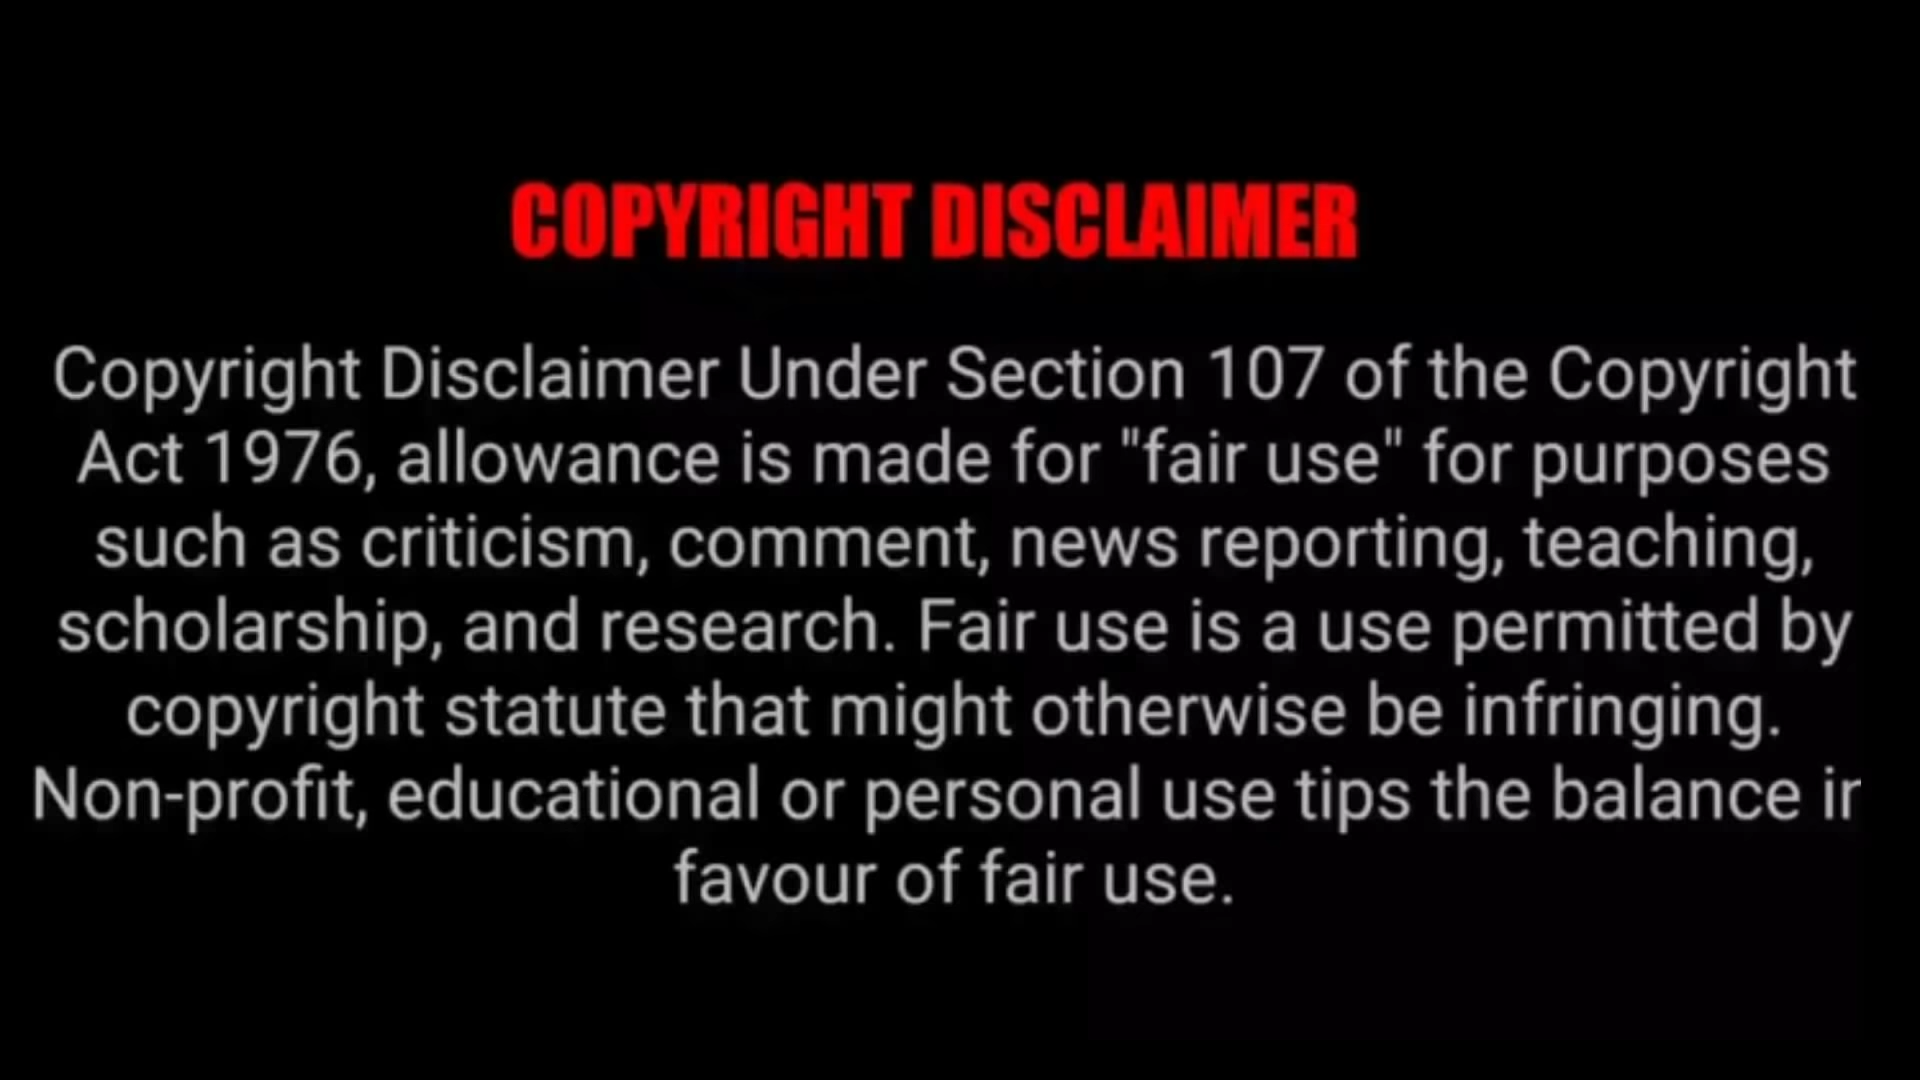 COPYRIGHT DISCLAIMER
Copyright Disclaimer Under Section 107 of the Copyright
Act 1976, allowance is made for "fair use" for purposes
such as criticism, comment, news reporting, teaching,
scholarship, and research. Fair use is a use permitted by
copyright statute that might otherwise be infringing.
Non-profit, educational or personal use tips the balance in
favour of fair use.